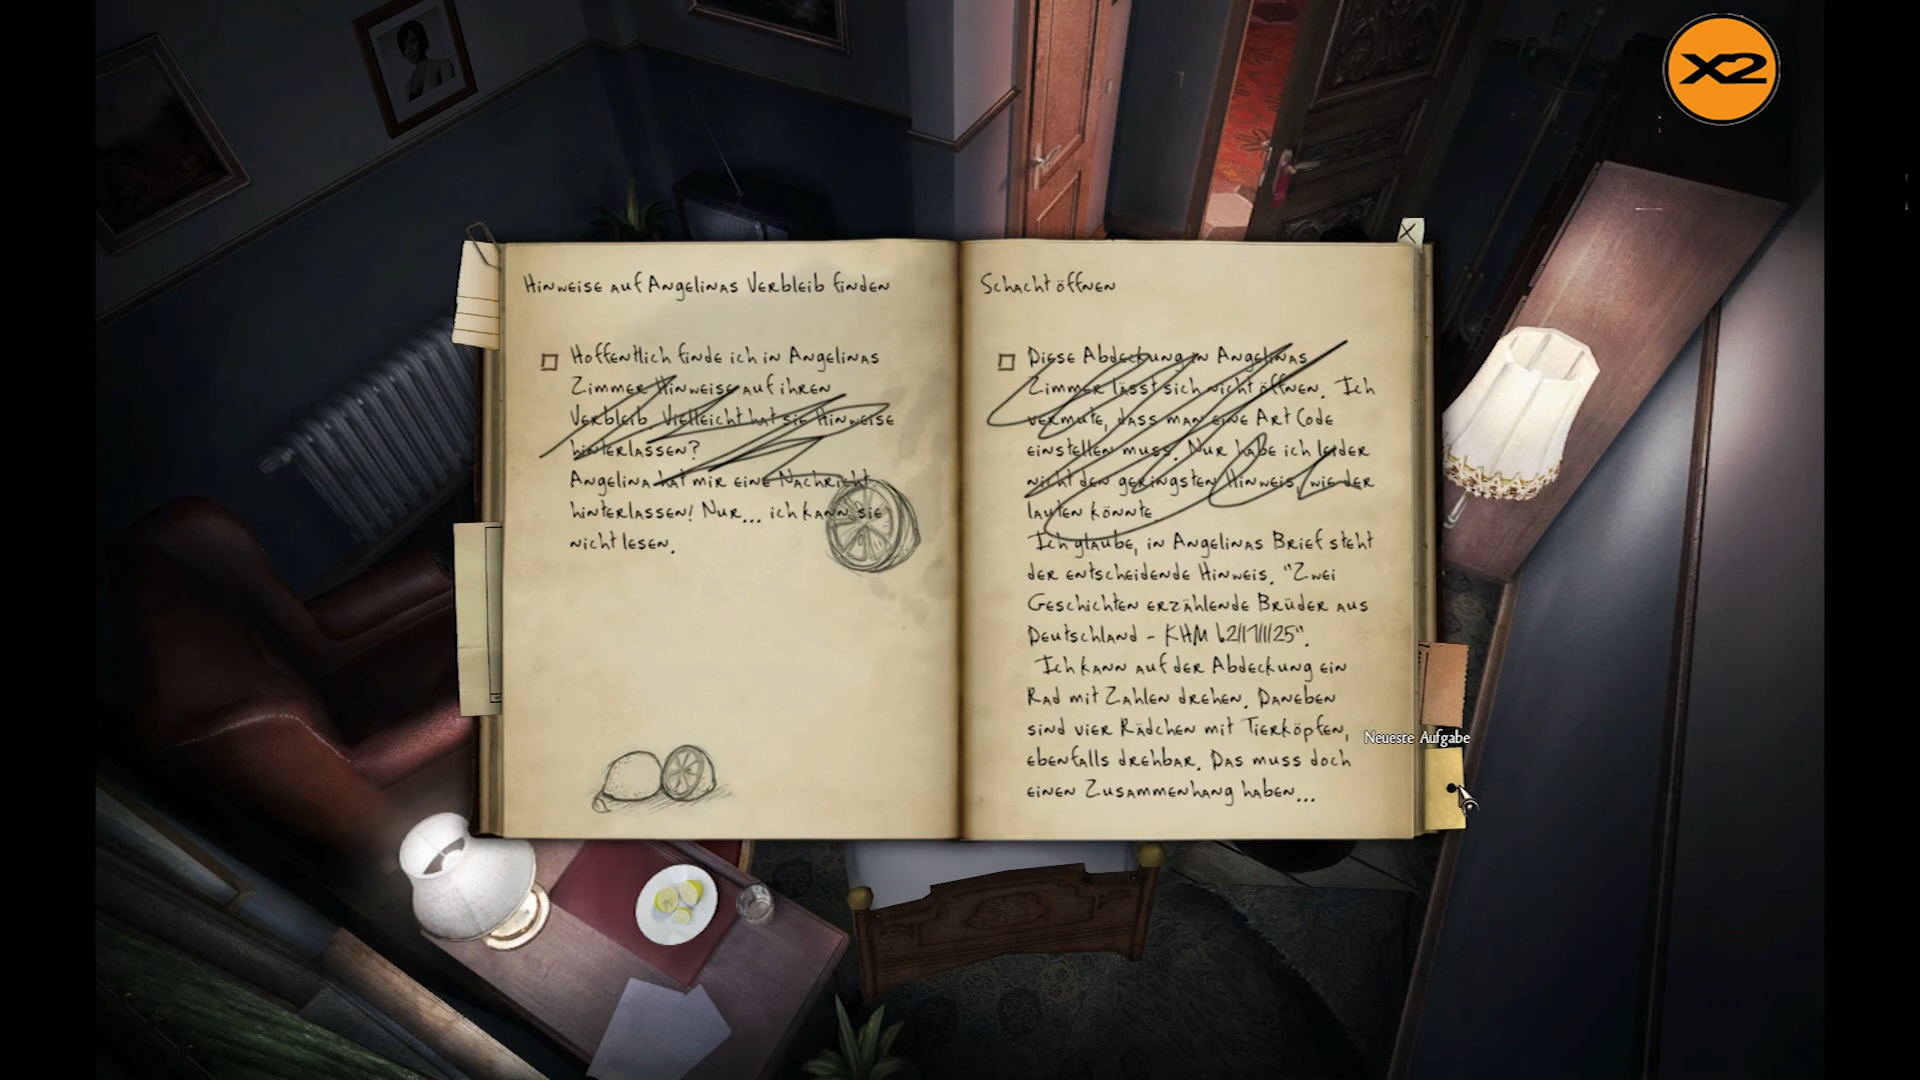 X2
Hinweise auf Angelinas Verbleib finden
Hoffentlich finde ich in Angelinas
Zimmer Hinweise auf ihren
Verbleib. Vielleicht hat sie Hinweise
hinterlassen?
Angelina hat mir eine Nachricht
hinterlassen! Nur... ich kann sie
nicht lesen.
Schacht öffnen
Diese Abdeckung in Angelinas
Zimmer lässt sich nicht öffnen. Ich
vermute, dass man eine Art Code
einstellen muss. Nur habe ich leider
nicht den geringsten Hinweis, wie der
lauten könnte.
Ich glaube, in Angelinas Brief steht
der entscheidende Hinweis. "Zwei
Geschichten erzählende Brüder aus
Deutschland - KHM 62/17/1/25".
Ich kann auf der Abdeckung ein
Rad mit Zahlen drehen. Daneben
sind vier Rädchen mit Tierköpfen,
ebenfalls drehbar. Das muss doch
einen Zusammenhang haben...
Neueste Aufgabe